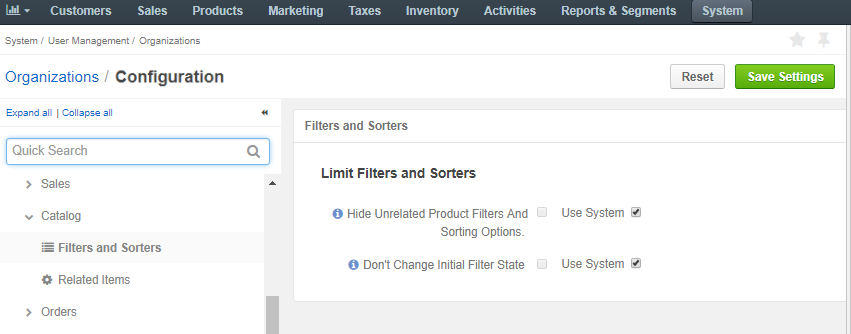 Customers Sales Products Marketing Taxes Inventory Activities Reports & Segments System
System / User Management / Organizations
Organizations / Configuration
Reset Save Settings
Expand all | Collapse all
Quick Search
Sales
Catalog
Filters and Sorters
Related Items
Orders
Filters and Sorters
Limit Filters and Sorters
Hide Unrelated Product Filters And Use System
Sorting Options.
Don't Change Initial Filter State Use System